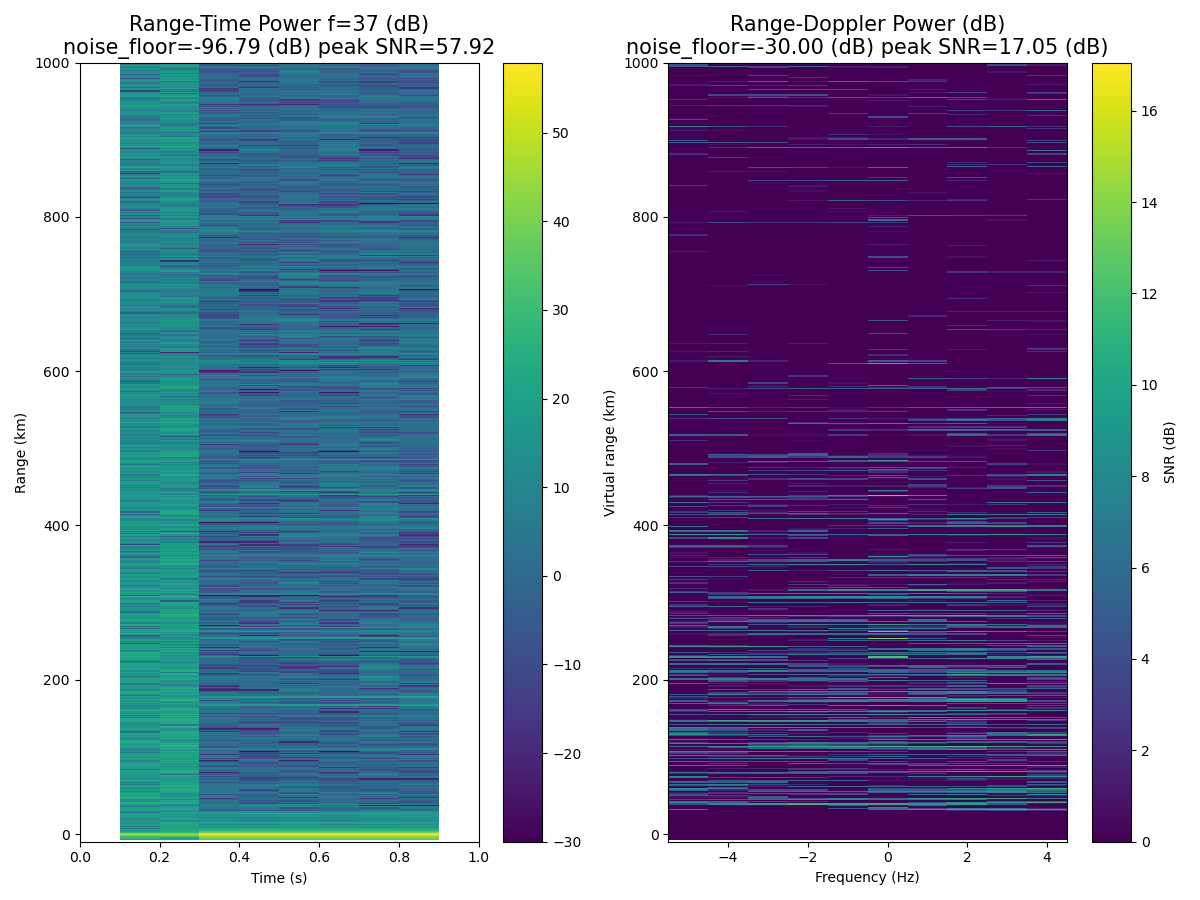 Range-Time Power f=37 (dB)
noise_floor=-96.79 (dB) peak SNR=57.92
1000
800
600
400
200
0
Range (km)
0.0 0.2 0.4 0.6 0.8 1.0
Time (s)
50
40
30
20
10
0
−10
−20
−30
Range-Doppler Power (dB)
noise_floor=-30.00 (dB) peak SNR=17.05 (dB)
1000
800
600
400
200
0
Virtual range (km)
−4 −2 0 2 4
Frequency (Hz)
16
14
12
10
8
6
4
2
0
SNR (dB)